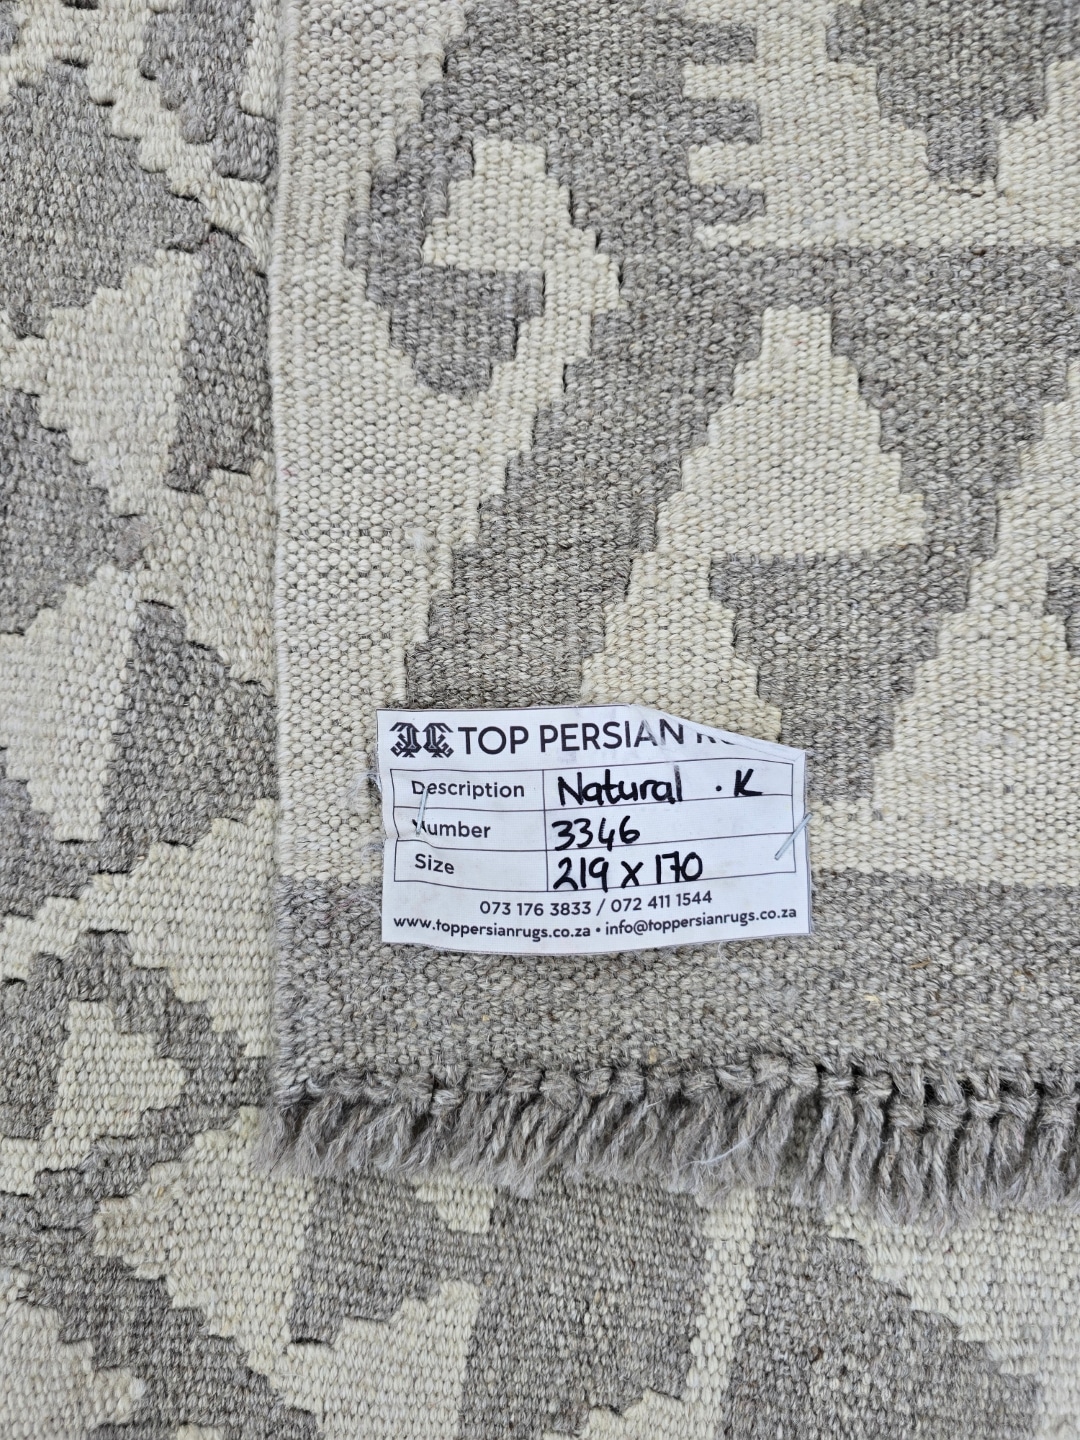 TOP PERSIAN
Description Natural . K
Number 3346
Size 219 x 170
073 176 3833 / 072 411 1544
www.toppersianrugs.co.za • info@toppersianrugs.co.za